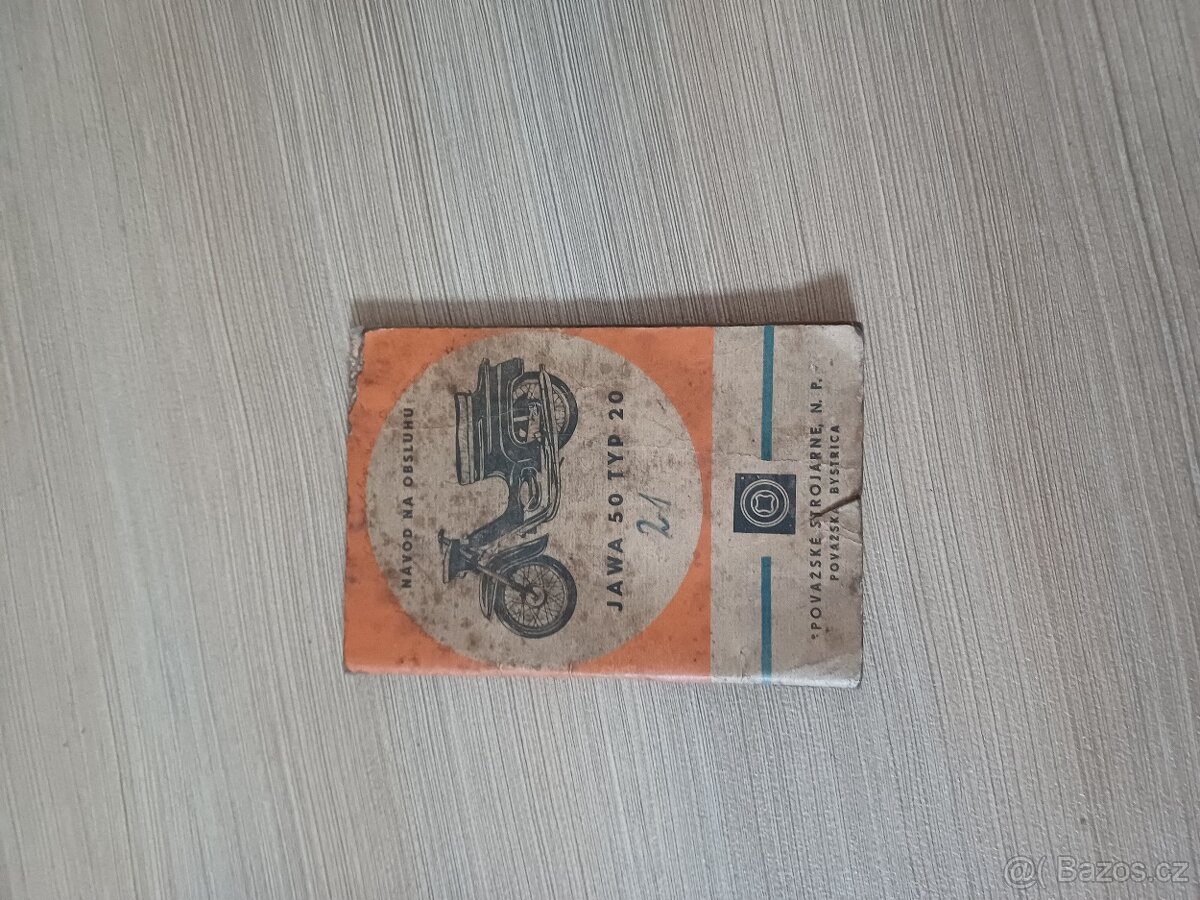 NÁVOD NA OBSLUHU
JAWA 50 TYP 20
21
POVAŽSKÉ STROJÁRNE, N. P.
POVAŽSKÁ BYSTRICA
@( Bazos.cz